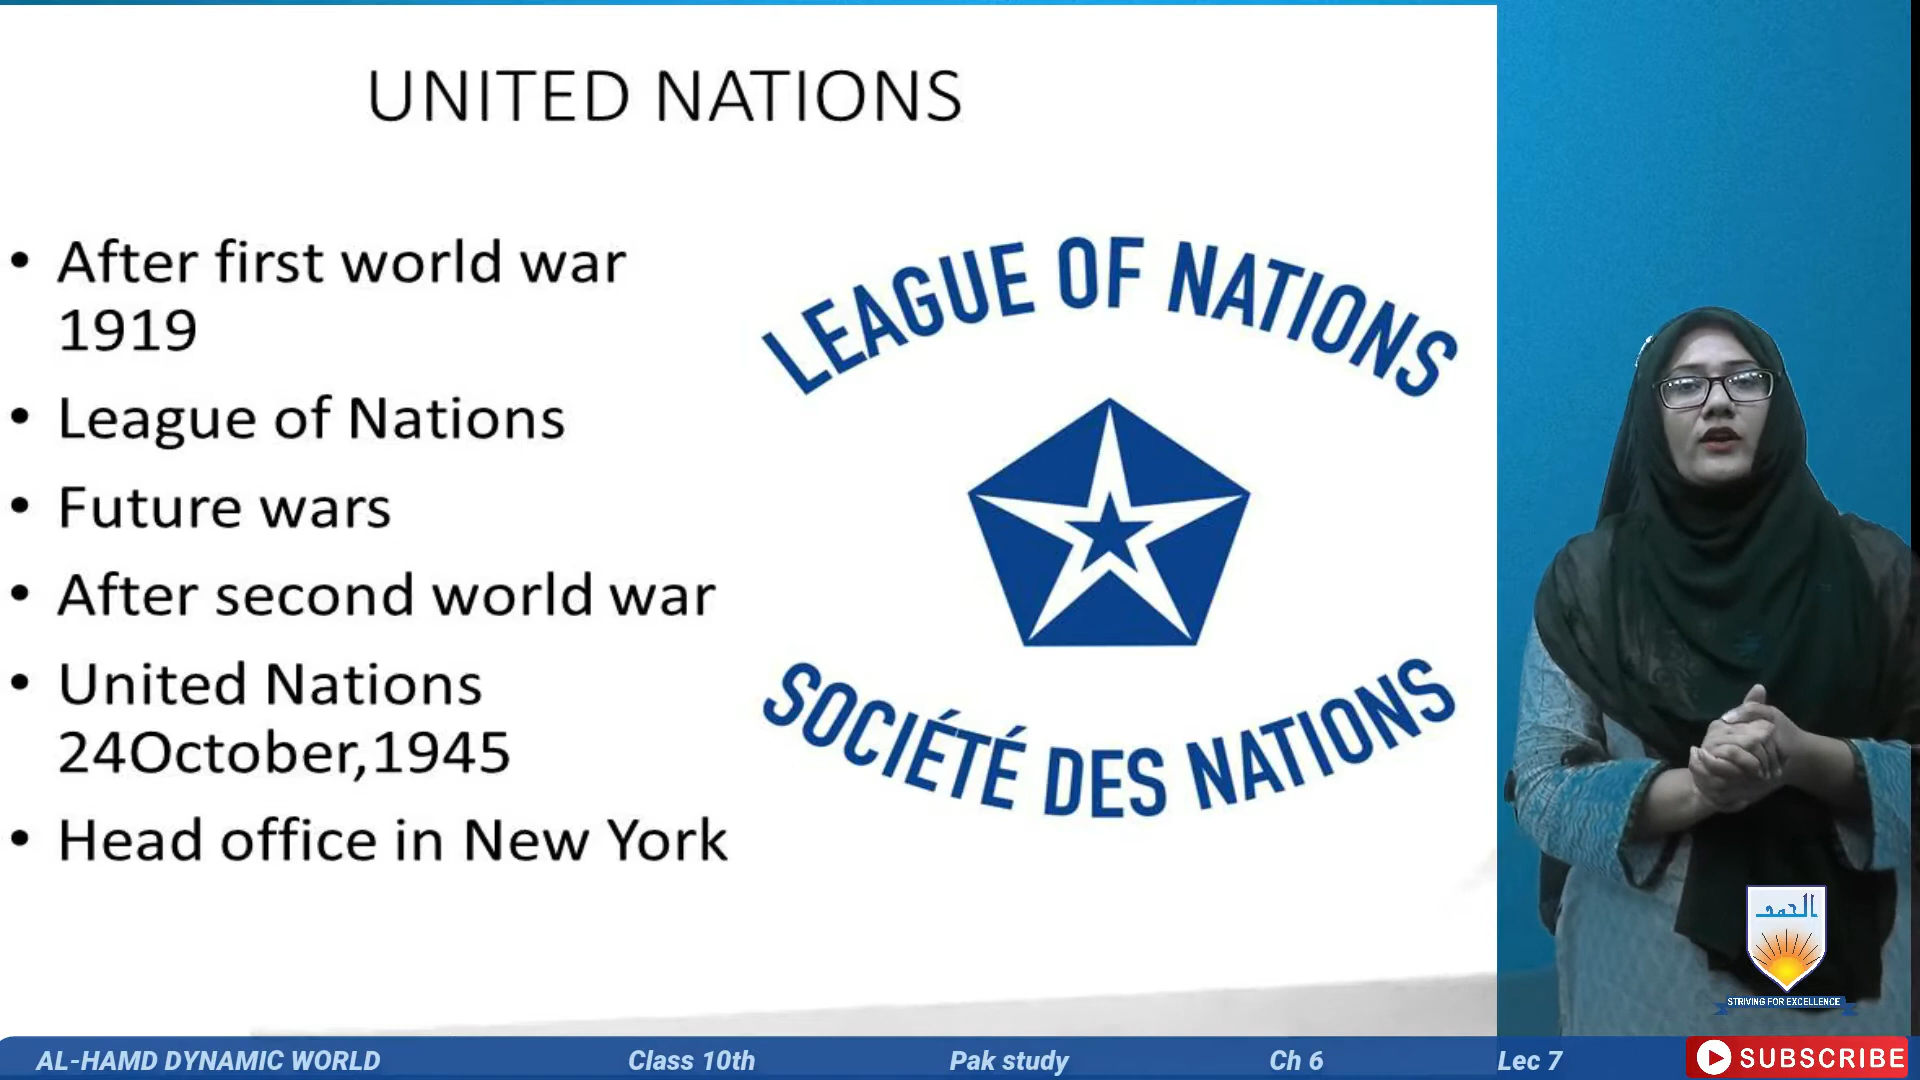 UNITED NATIONS
• After first world war
1919
• League of Nations
• Future wars
• After second world war
• United Nations
24October,1945
• Head office in New York
LEAGUE OF NATIONS
SOCIÉTÉ DES NATIONS
الحمد
STRIVING FOR EXCELLENCE
AL-HAMD DYNAMIC WORLD Class 10th Pak study Ch 6 Lec 7 SUBSCRIBE